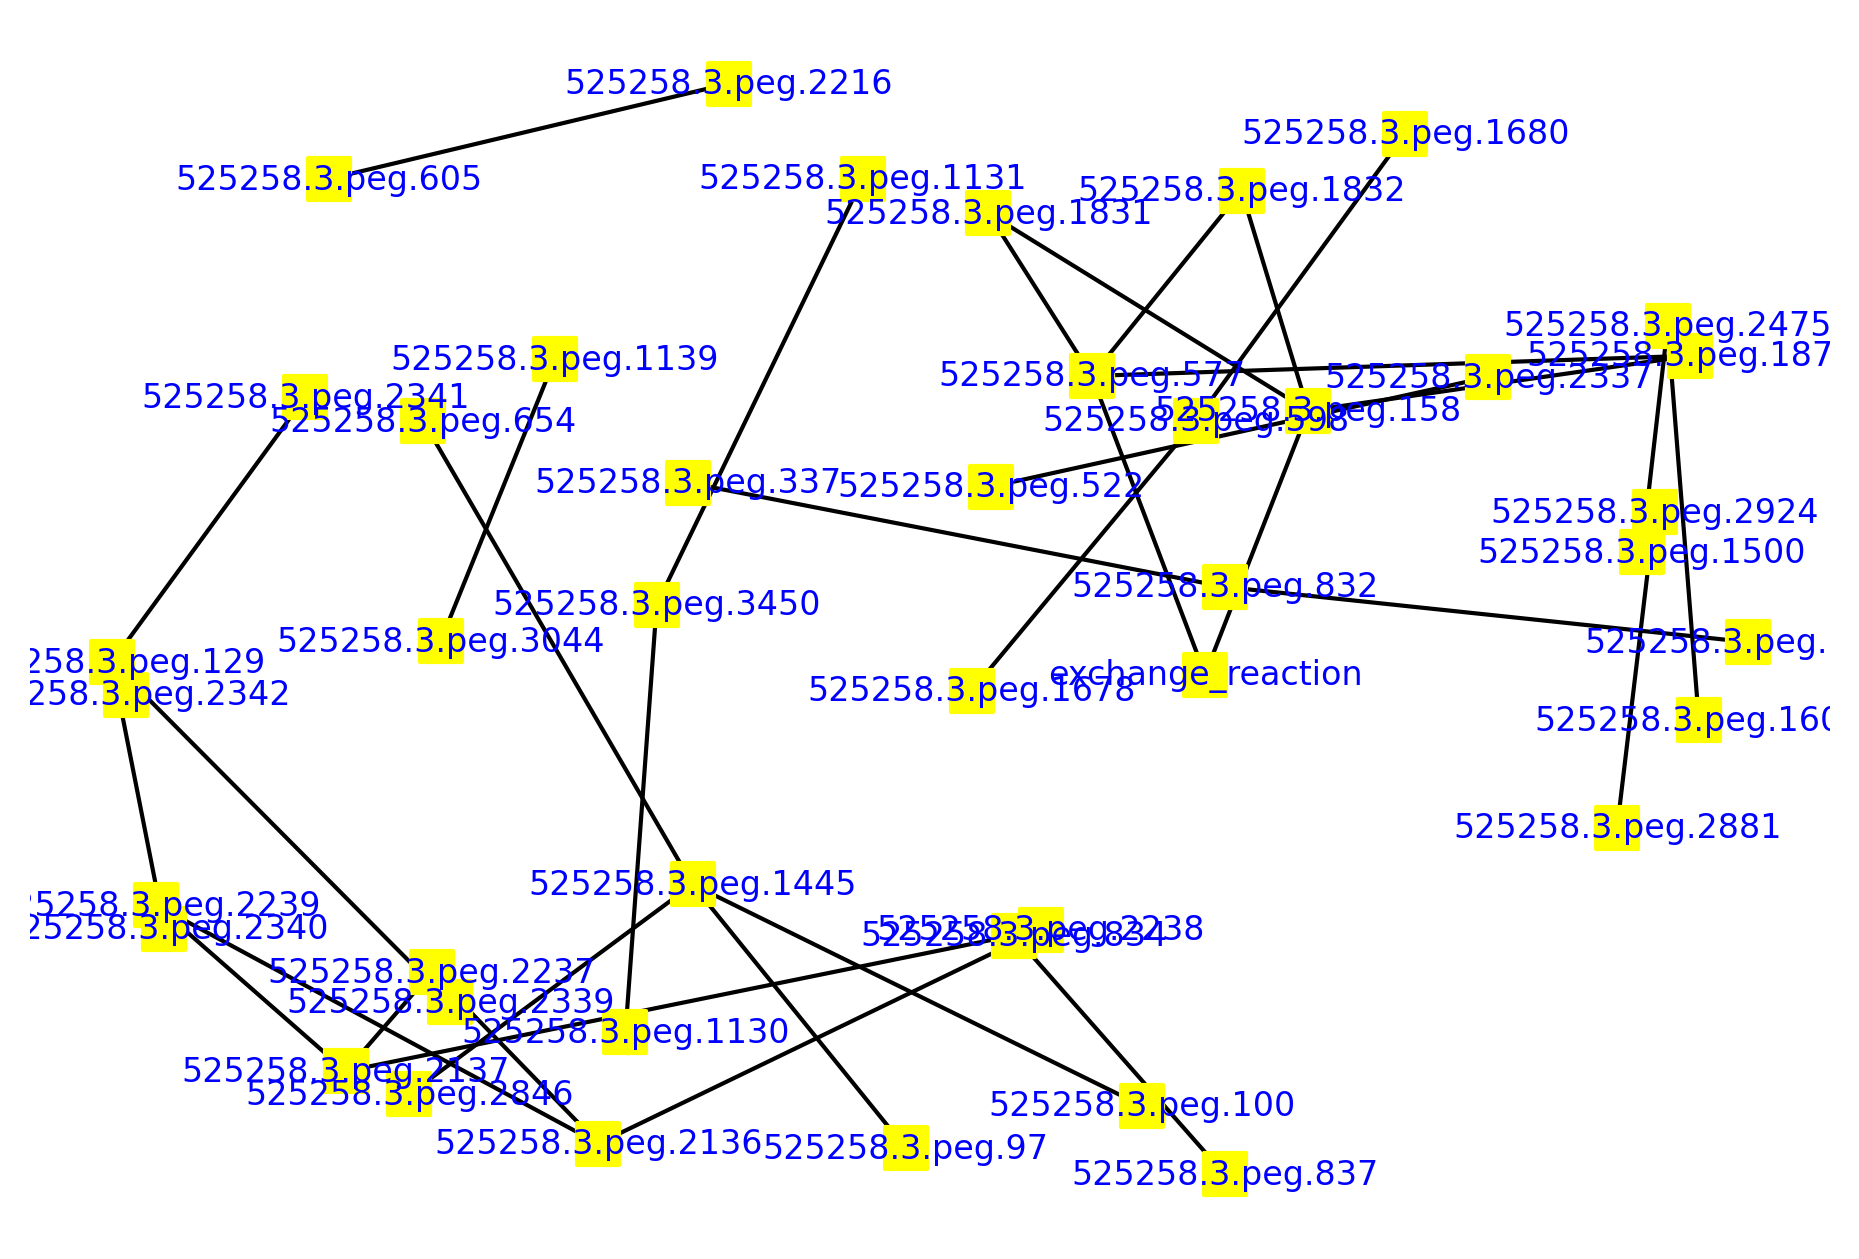 525258.3.peg.2216
525258.3.peg.1680
525258.3.peg.605
525258.3.peg.1131
525258.3.peg.1832
525258.3.peg.1831
525258.3.peg.2475
525258.3.peg.187
525258.3.peg.1139
525258.3.peg.577
525258.3.peg.2337
525258.3.peg.2341
525258.3.peg.158
525258.3.peg.654
525258.3.peg.598
525258.3.peg.337
525258.3.peg.522
525258.3.peg.2924
525258.3.peg.1500
525258.3.peg.832
525258.3.peg.3450
525258.3.peg.3044
525258.3.peg.
258.3.peg.129
exchange_reaction
258.3.peg.2342
525258.3.peg.1678
525258.3.peg.160
525258.3.peg.2881
525258.3.peg.1445
5258.3.peg.2239
25258.3.peg.2340
525258.3.peg.2238
525258.3.peg.834
525258.3.peg.2237
525258.3.peg.2339
525258.3.peg.1130
525258.3.peg.2137
525258.3.peg.2846
525258.3.peg.100
525258.3.peg.2136
525258.3.peg.97
525258.3.peg.837